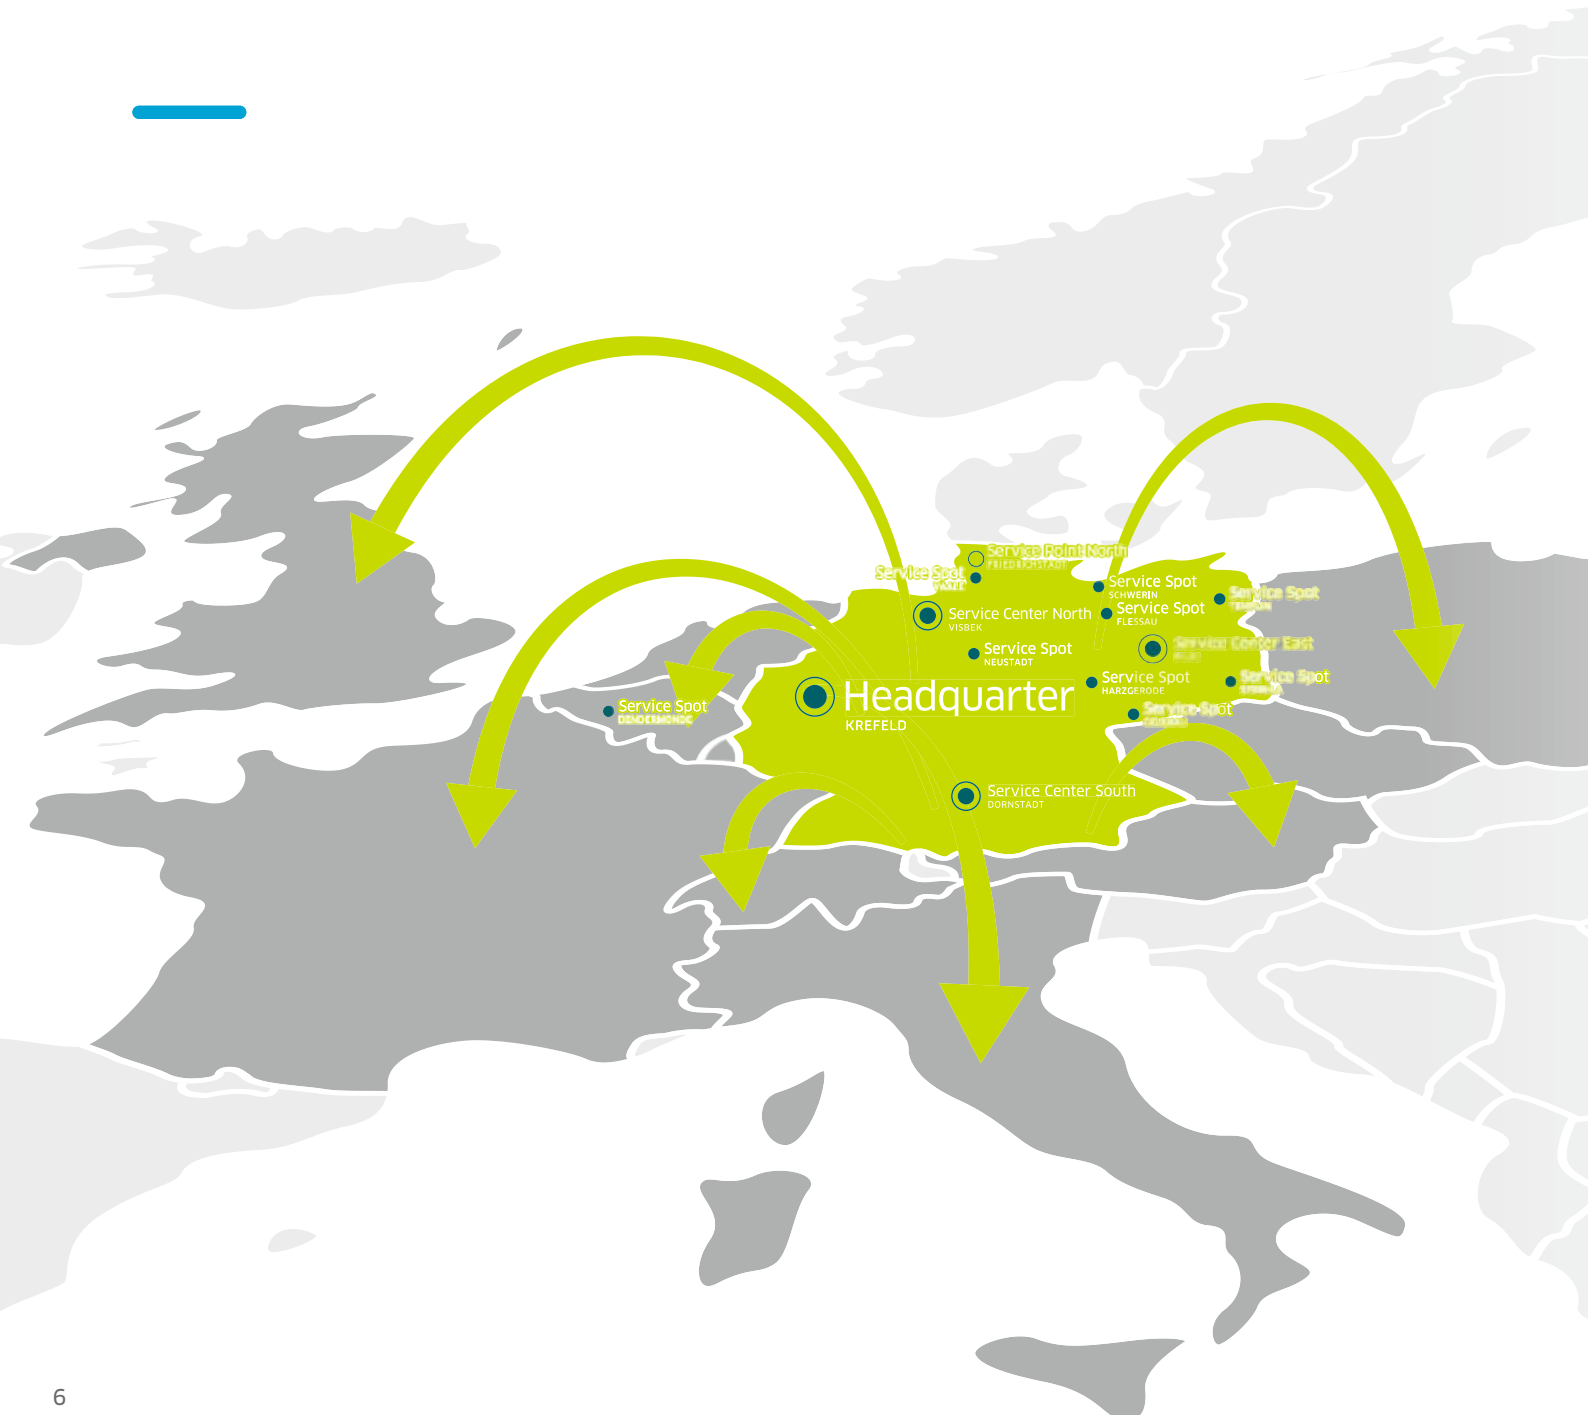 Service Point North
FRIEDRICHSTADT
Service Spot
Service Spot
SCHWERIN
Service Spot
Service Spot
FLESSAU
Service Center North
VISBEK
Service Center East
Service Spot
NEUSTADT
Service Spot
HARZGERODE
Service Spot
Headquarter
KREFELD
Service Spot
DENDERMONDE
Service Spot
Service Center South
DORNSTADT
6